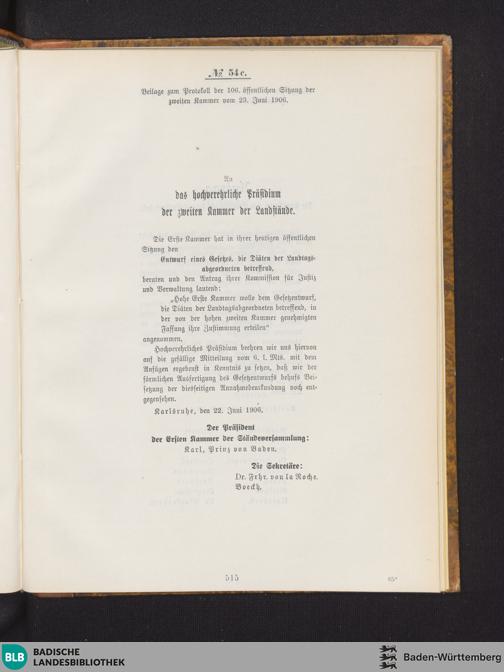 № 54c.
Beilage zum Protokoll der 106. öffentlichen Sitzung der
zweiten Kammer vom 23. Juni 1906.
An
das hochverehrliche Präsidium
der zweiten Kammer der Landstände.
Die Erste Kammer hat in ihrer heutigen öffentlichen
Sitzung den
Entwurf eines Gesetzes, die Diäten der Landtags-
abgeordneten betreffend,
beraten und den Antrag ihrer Kommission für Justiz
und Verwaltung lautend:
„Hohe Erste Kammer wolle dem Gesetzentwurf,
die Diäten der Landtagsabgeordneten betreffend, in
der von der hohen zweiten Kammer genehmigten
Fassung ihre Zustimmung erteilen“
angenommen.
Hochverehrliches Präsidium beehren wir uns hiervon
auf die gefällige Mitteilung vom 6. l. Mts. mit dem
Anfügen ergebenst in Kenntnis zu setzen, daß wir der
förmlichen Ausfertigung des Gesetzentwurfs behufs Bei-
setzung der diesseitigen Annahmebeurkundung noch ent-
gegensehen.
Karlsruhe, den 22. Juni 1906.
Der Präsident
der Ersten Kammer der Ständeversammlung:
Karl, Prinz von Baden.
Die Sekretäre:
Dr. Frhr. von la Roche.
Boeckh.
515
65*
BLB BADISCHE
LANDESBIBLIOTHEK
Baden-Württemberg